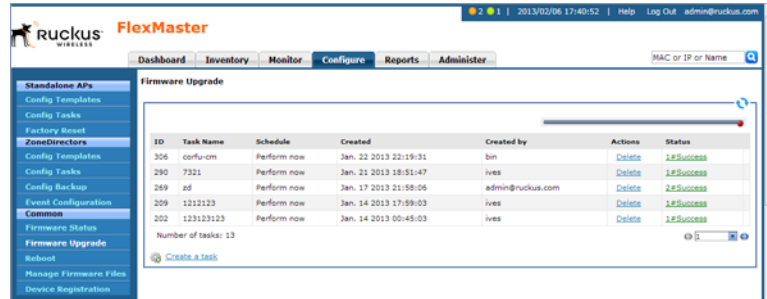 2 1 | 2013/02/06 17:40:52 | Help Log Out admin@ruckus.com
Ruckus WIRELESS FlexMaster
Dashboard Inventory Monitor Configure Reports Administer MAC or IP or Name
Standalone APs
Config Templates
Config Tasks
Factory Reset
ZoneDirectors
Config Templates
Config Tasks
Config Backup
Event Configuration
Common
Firmware Status
Firmware Upgrade
Reboot
Manage Firmware Files
Device Registration
Firmware Upgrade
ID Task Name Schedule Created Created by Actions Status
306 corfu-cm Perform now Jan. 22 2013 22:19:31 bin Delete 1#Success
290 7321 Perform now Jan. 21 2013 18:51:47 ives Delete 1#Success
269 zd Perform now Jan. 17 2013 21:58:06 admin@ruckus.com Delete 2#Success
209 1212123 Perform now Jan. 14 2013 17:59:03 ives Delete 1#Success
202 123123123 Perform now Jan. 14 2013 00:45:03 ives Delete 1#Success
Number of tasks: 13 1
Create a task